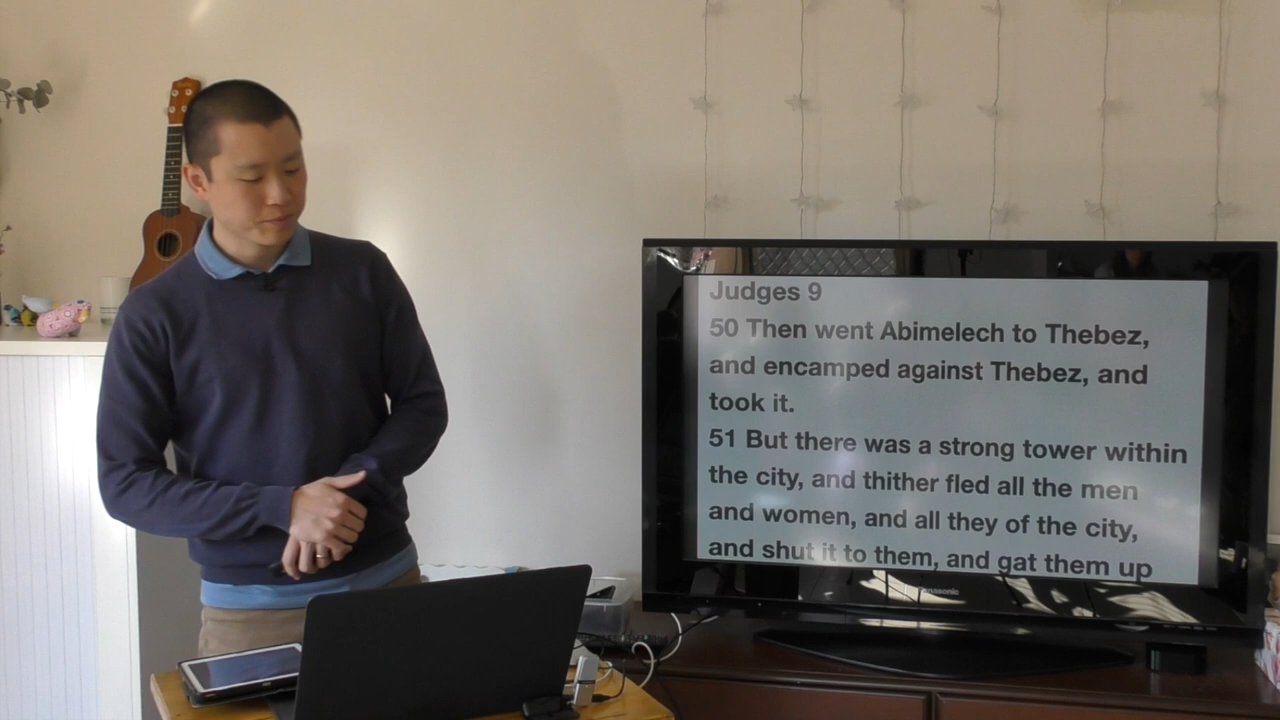 Judges 9
50 Then went Abimelech to Thebez,
and encamped against Thebez, and
took it.
51 But there was a strong tower within
the city, and thither fled all the men
and women, and all they of the city,
and shut it to them, and gat them up
Panasonic